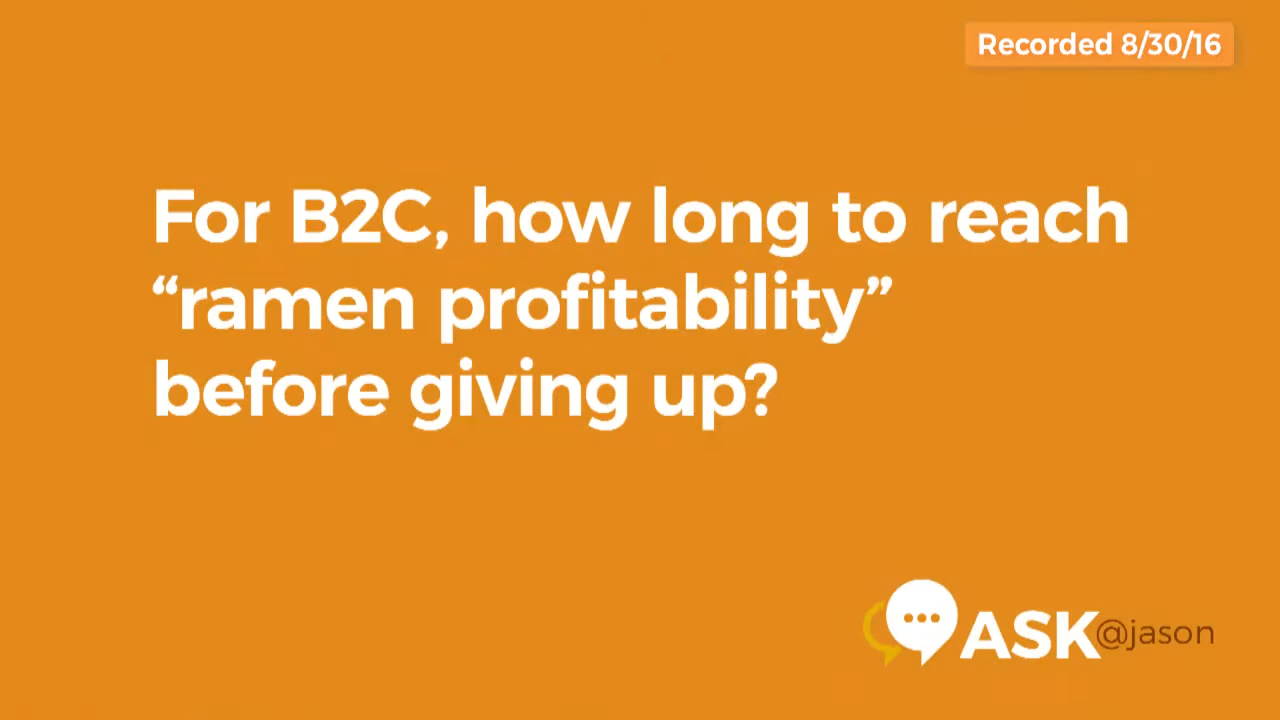 Recorded 8/30/16
For B2C, how long to reach
“ramen profitability”
before giving up?
ASK@jason